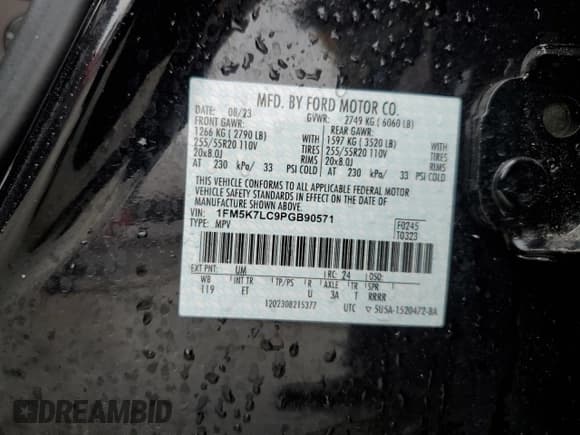 MFD. BY FORD MOTOR CO.
DATE: 08/23 GVWR: 2749 KG ( 6060 LB)
FRONT GAWR: REAR GAWR:
1266 KG ( 2790 LB) WITH 1597 KG ( 3520 LB) WITH
255/55R20 110V TIRES 255/55R20 110V TIRES
20x8.0J RIMS 20x8.0J RIMS
AT 230 kPa/ 33 PSI COLD AT 230 kPa/ 33 PSI COLD
THIS VEHICLE CONFORMS TO ALL APPLICABLE FEDERAL MOTOR
VEHICLE SAFETY STANDARDS IN EFFECT ON THE DATE OF
MANUFACTURE SHOWN ABOVE.
VIN: 1FM5K7LC9PGB90571 F0245
TYPE: MPV T0323
EXT PNT: UM RC: 24 DSO:
WB INT TR TP/PS R AXLE TR SPR
119 ET U 3A T RRRR
1202308215377 UTC ▽ 5U5A-1520472-BA
DREAMBID